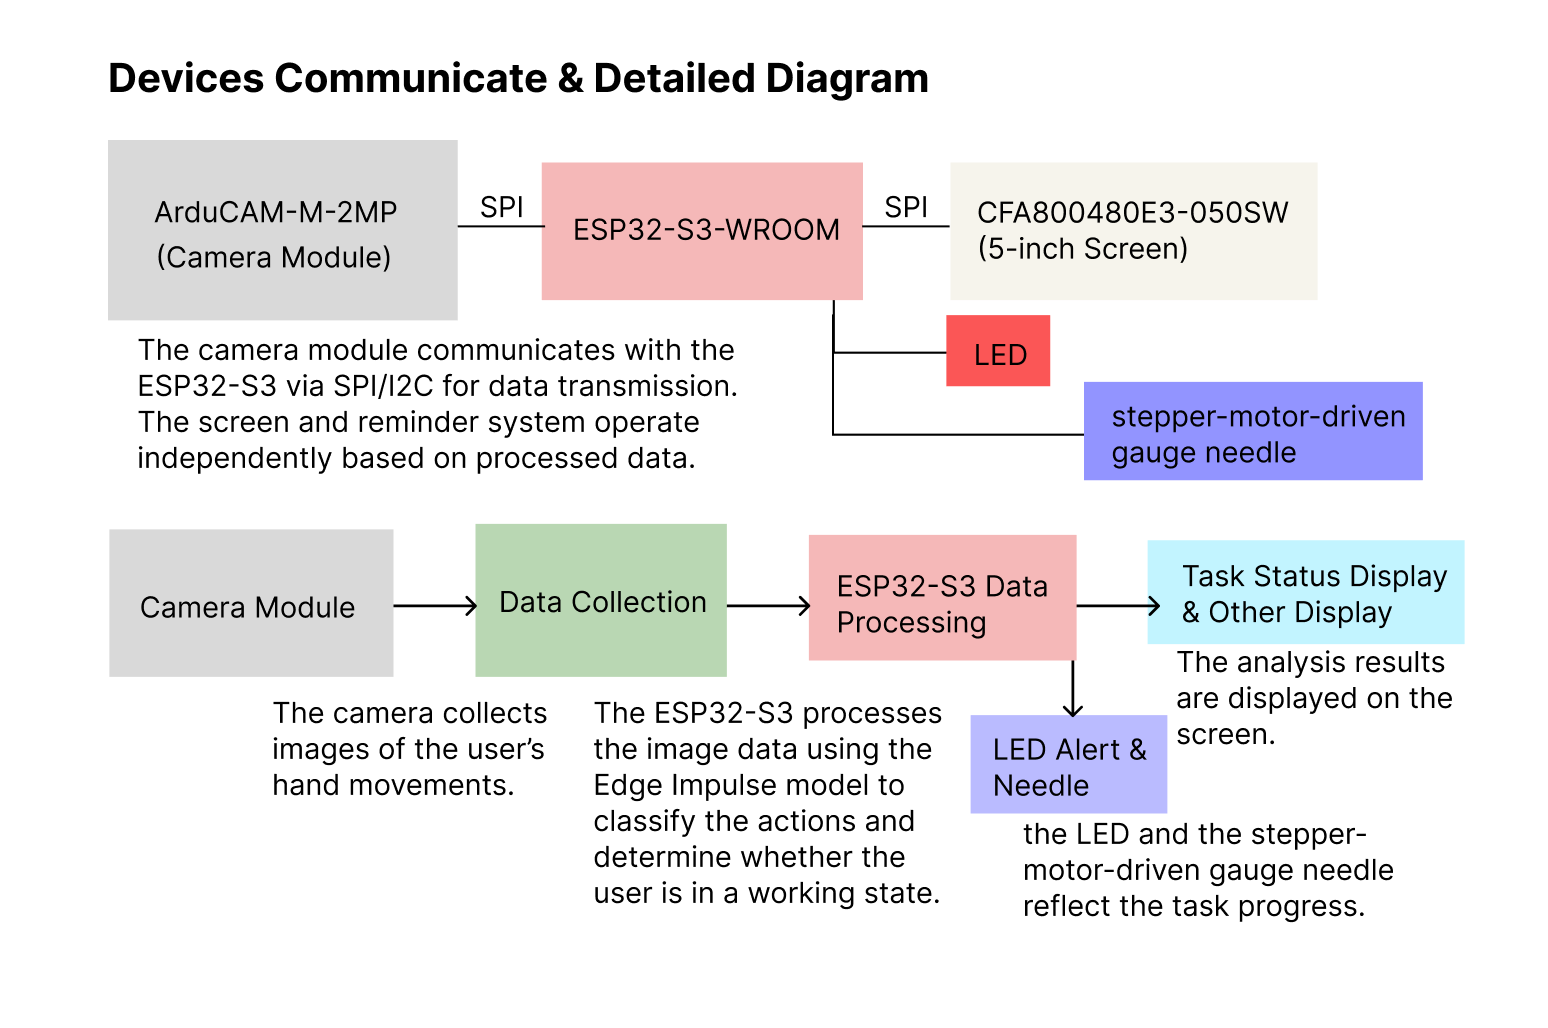 Devices Communicate & Detailed Diagram
ArduCAM-M-2MP
(Camera Module)
SPI
ESP32-S3-WROOM
SPI
CFA800480E3-050SW
(5-inch Screen)
LED
stepper-motor-driven
gauge needle
The camera module communicates with the
ESP32-S3 via SPI/I2C for data transmission.
The screen and reminder system operate
independently based on processed data.
Camera Module
Data Collection
ESP32-S3 Data
Processing
Task Status Display
& Other Display
The camera collects
images of the user’s
hand movements.
The ESP32-S3 processes
the image data using the
Edge Impulse model to
classify the actions and
determine whether the
user is in a working state.
The analysis results
are displayed on the
screen.
LED Alert &
Needle
the LED and the stepper-
motor-driven gauge needle
reflect the task progress.